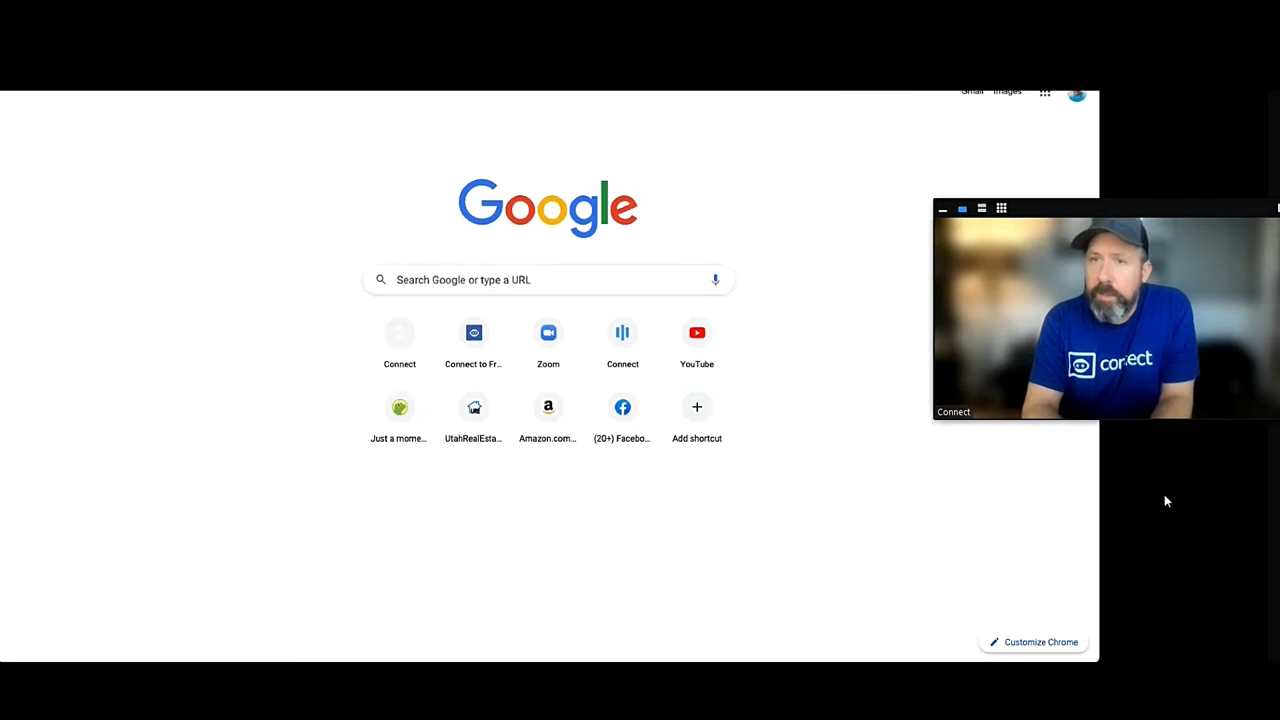 Gmail Images
Google
Search Google or type a URL
Connect Connect to Fr... Zoom Connect YouTube
Just a mome... UtahRealEsta... Amazon.com... (20+) Facebo... Add shortcut
connect
Connect
Customize Chrome